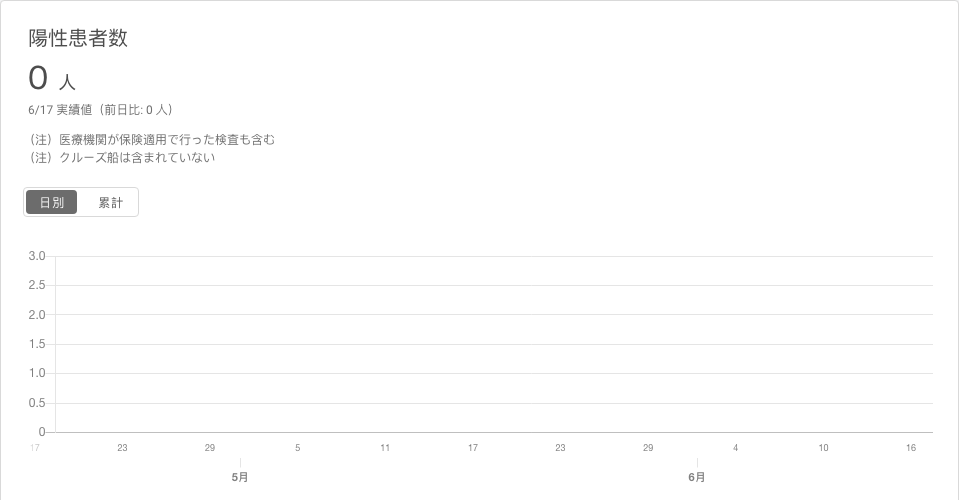 陽性患者数
0 人
6/17 実績値（前日比: 0 人）
（注）医療機関が保険適用で行った検査も含む
（注）クルーズ船は含まれていない
日別 累計
3.0
2.5
2.0
1.5
1.0
0.5
0
17 23 29 5 11 17 23 29 4 10 16
5月 6月